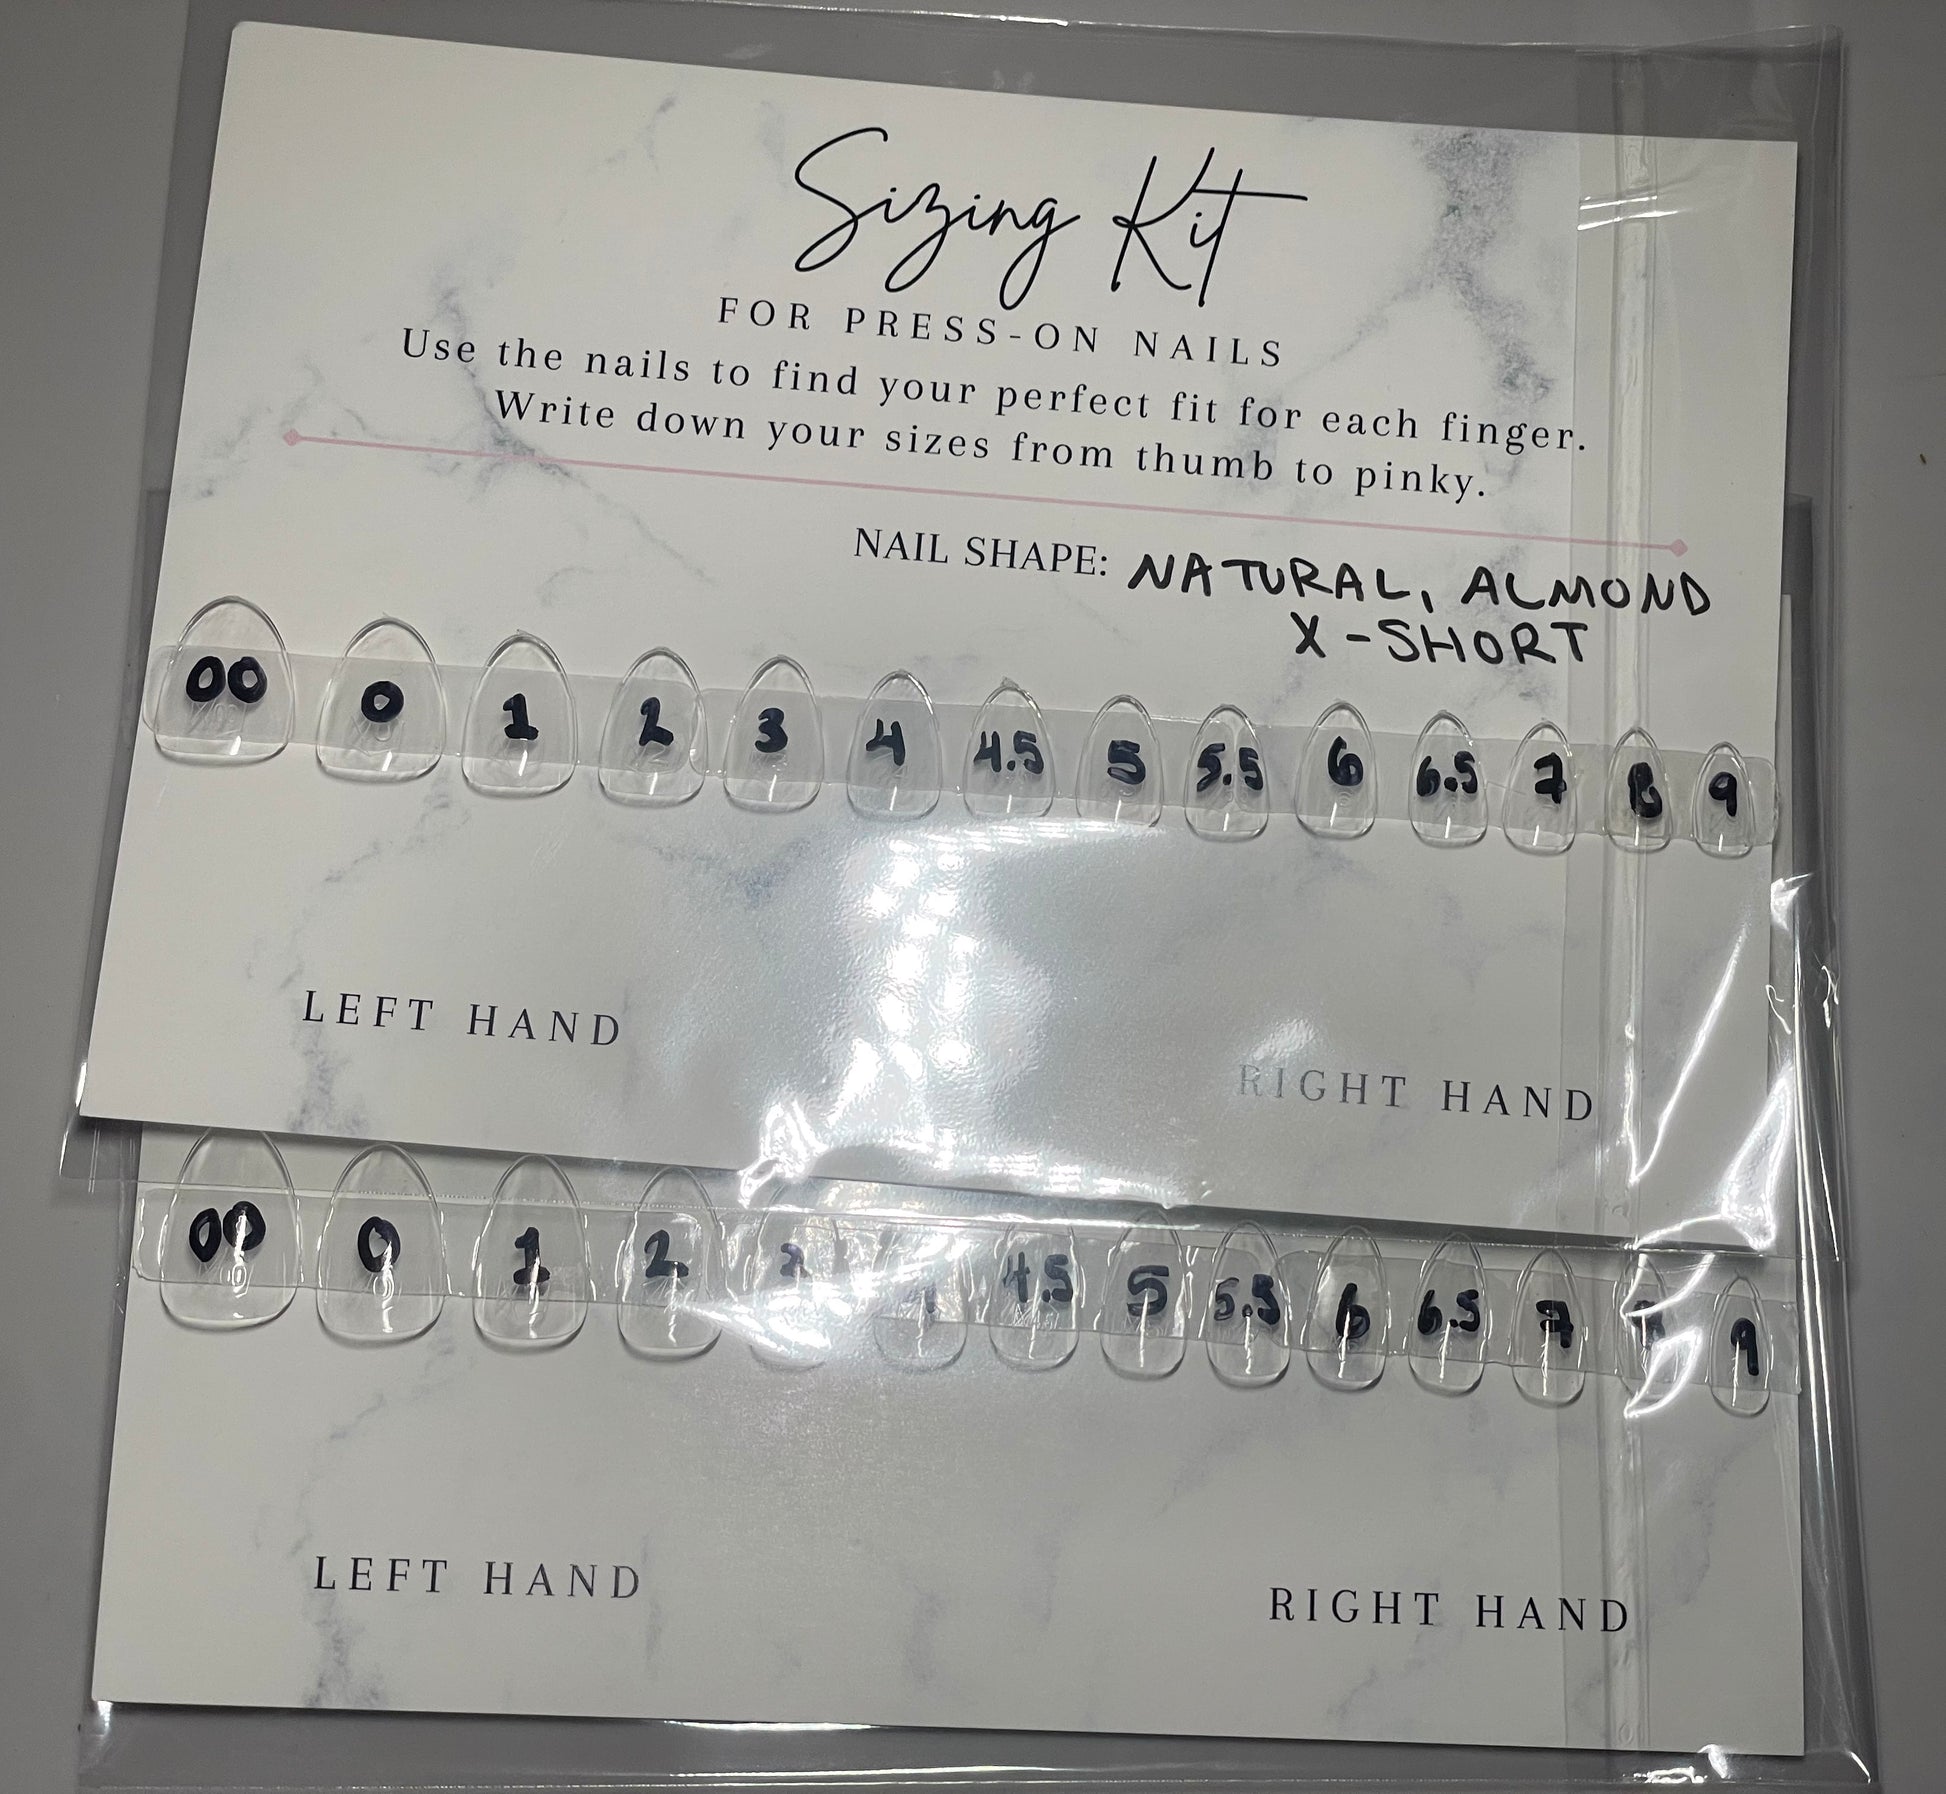 Sizing Kit
FOR PRESS-ON NAILS
Use the nails to find your perfect fit for each finger.
Write down your sizes from thumb to pinky.
NAIL SHAPE: NATURAL, ALMOND
X-SHORT
00 0 1 2 3 4 4.5 5 5.5 6 6.5 7 8 9
LEFT HAND RIGHT HAND
00 0 1 2 4.5 5 5.5 6 6.5 7 9
LEFT HAND RIGHT HAND